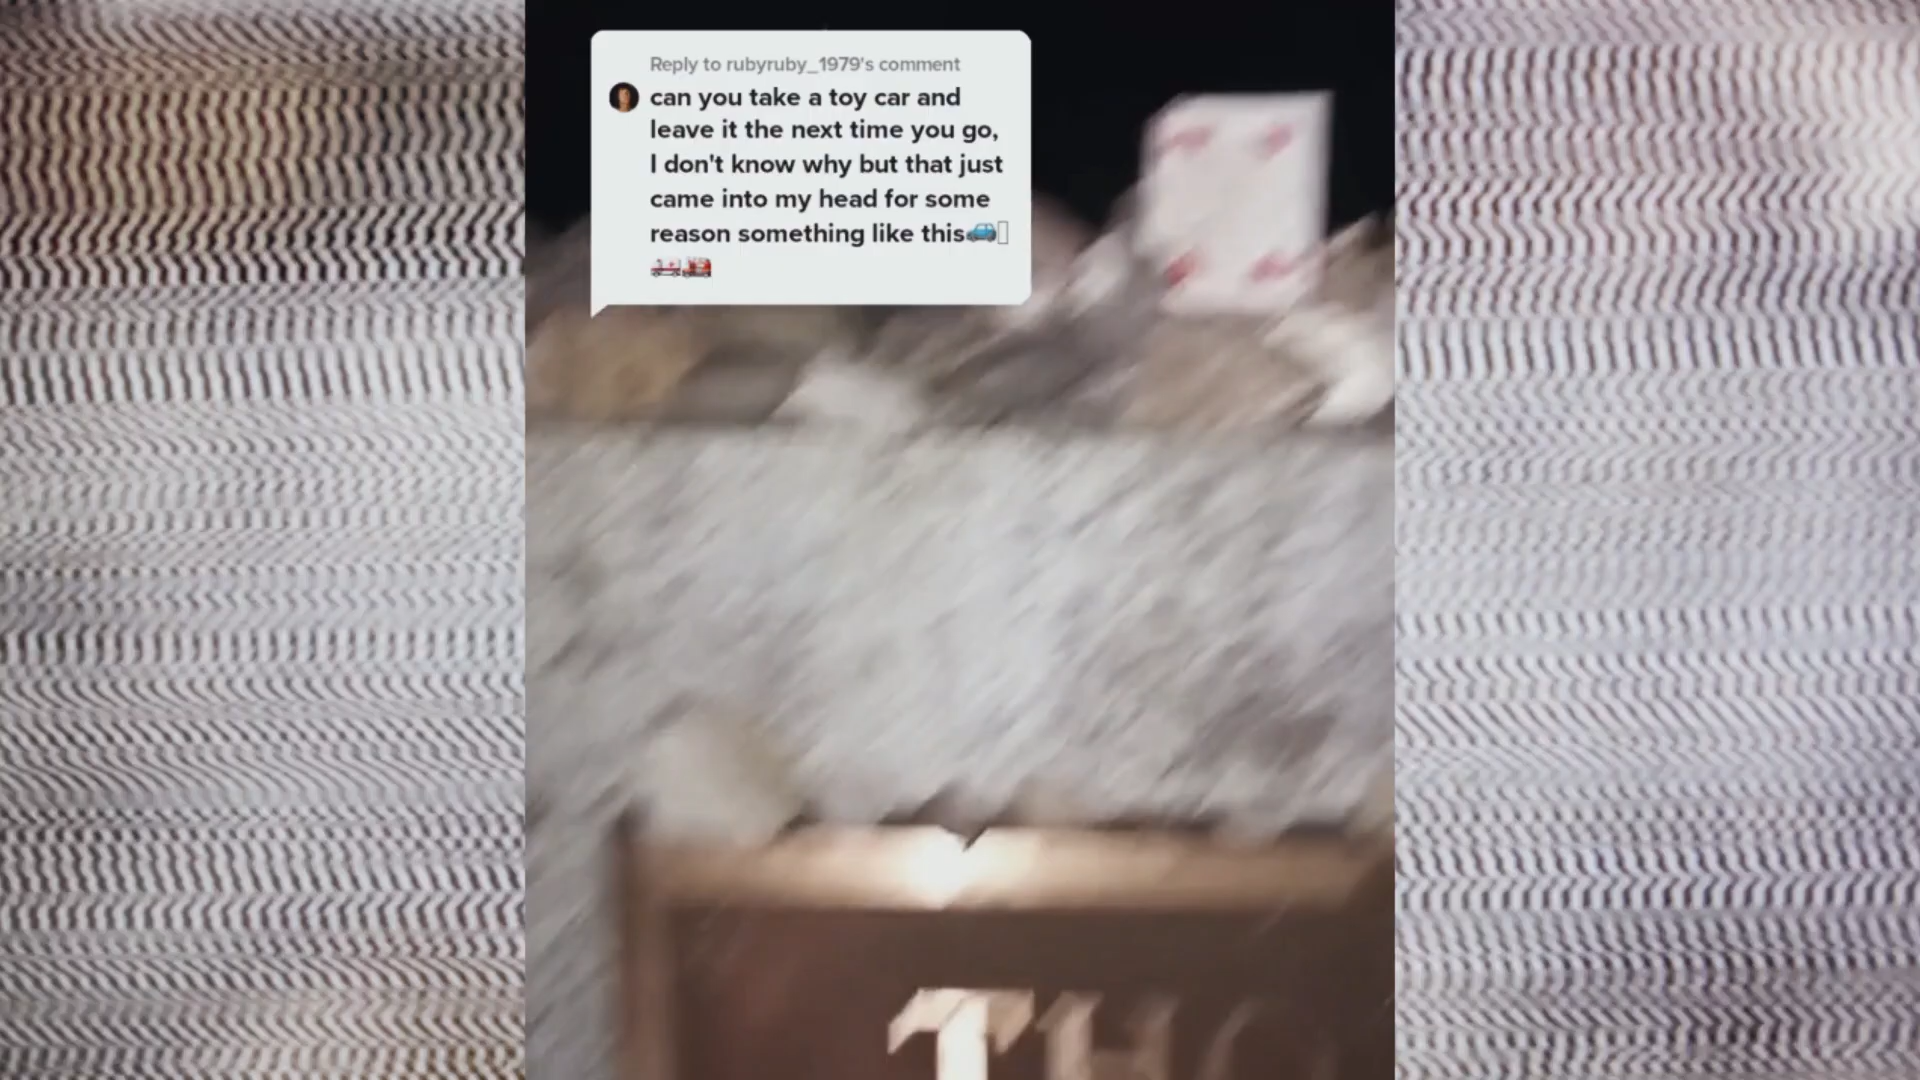 Reply to rubyruby_1979's comment
can you take a toy car and
leave it the next time you go,
I don't know why but that just
came into my head for some
reason something like this🚙▯
🚑🚒
TH